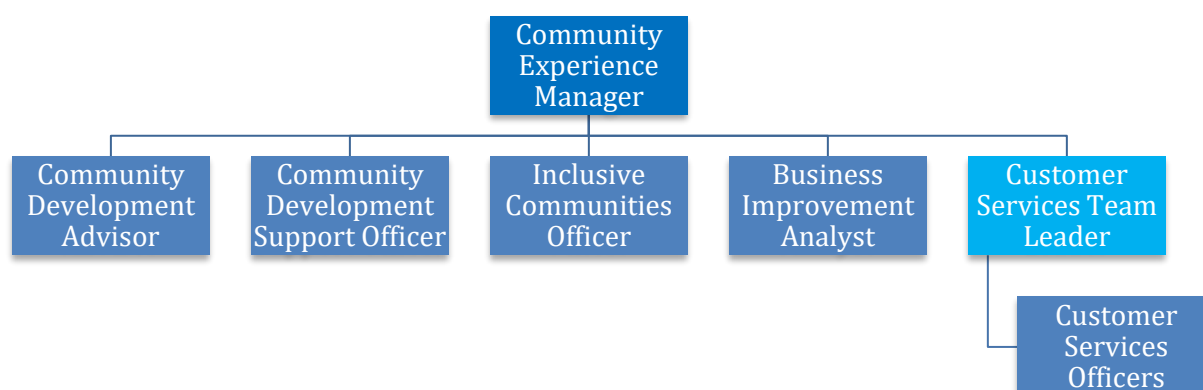 Community
Experience
Manager
Community
Development
Advisor
Community
Development
Support Officer
Inclusive
Communities
Officer
Business
Improvement
Analyst
Customer
Services Team
Leader
Customer
Services
Officers